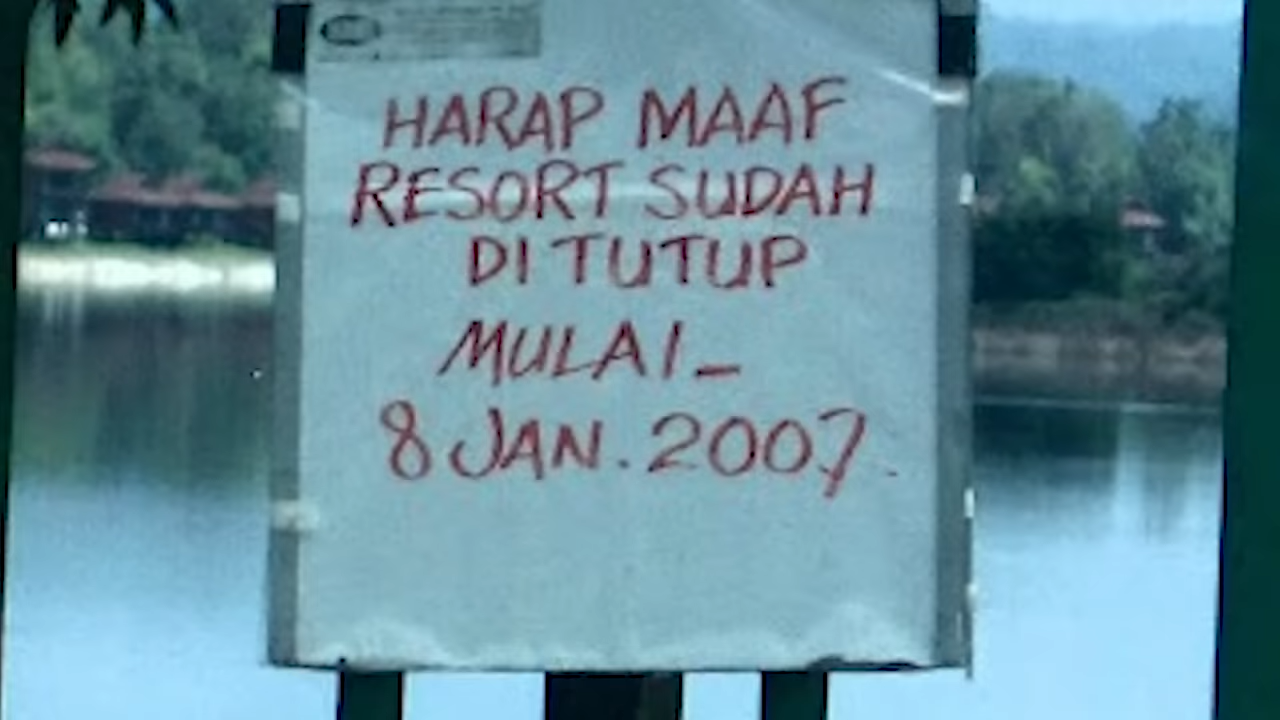 HARAP MAAF
RESORT SUDAH
DI TUTUP
MULAI_
8 JAN. 2007.